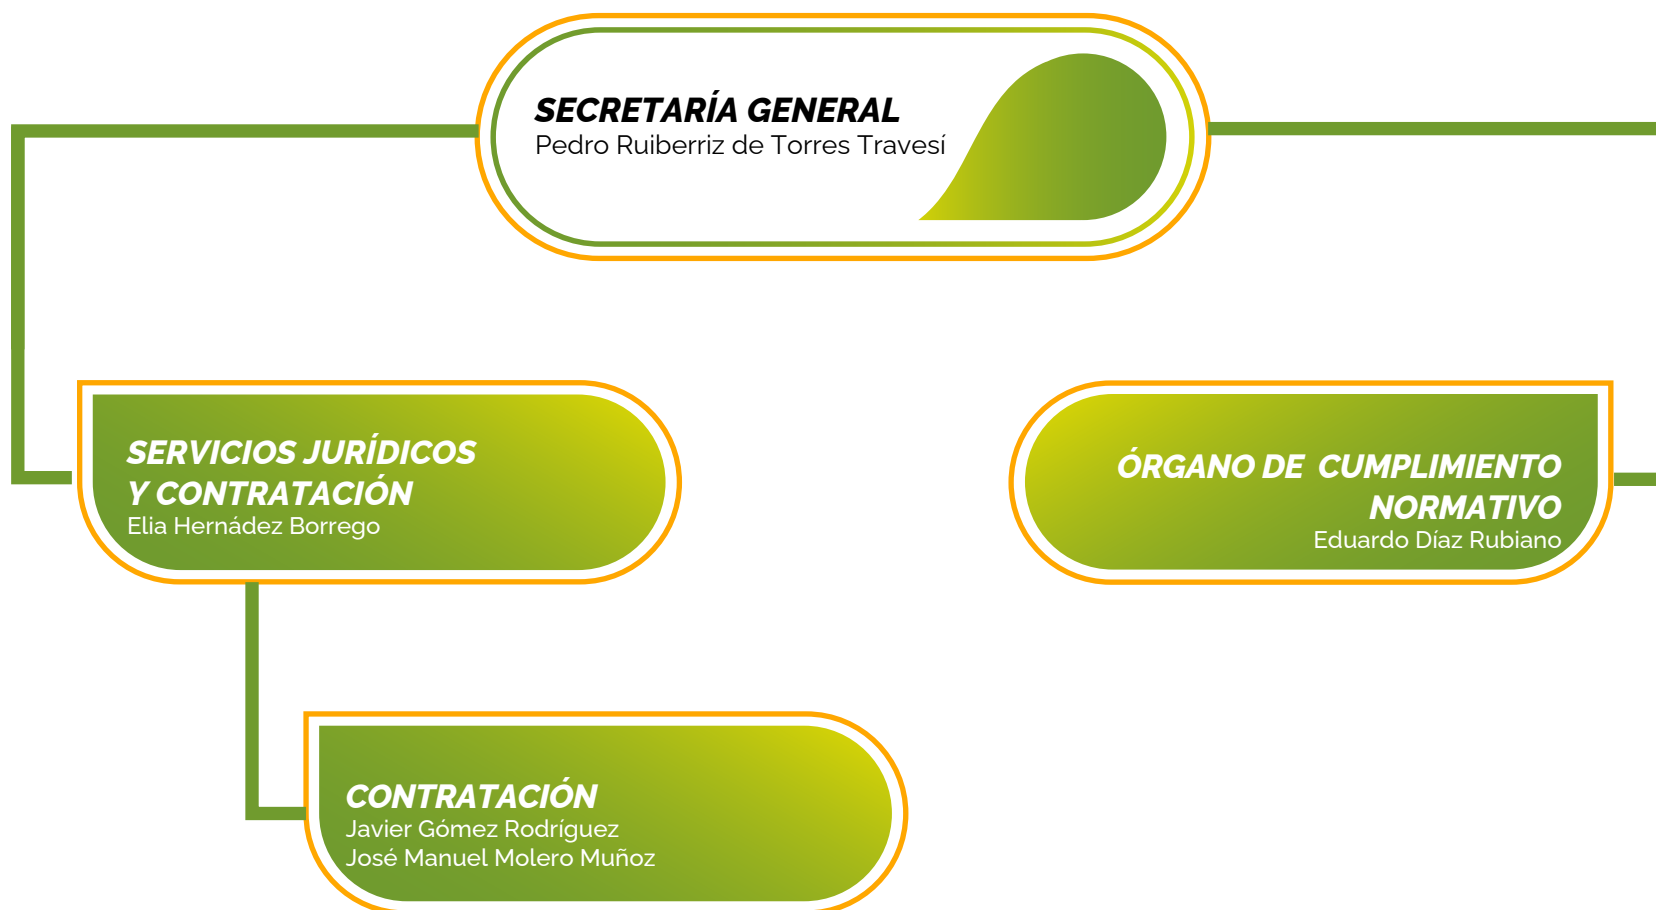 SECRETARÍA GENERAL
Pedro Ruiberriz de Torres Travesí
SERVICIOS JURÍDICOS
Y CONTRATACIÓN
Elia Hernádez Borrego
ÓRGANO DE CUMPLIMIENTO
NORMATIVO
Eduardo Díaz Rubiano
CONTRATACIÓN
Javier Gómez Rodríguez
José Manuel Molero Muñoz